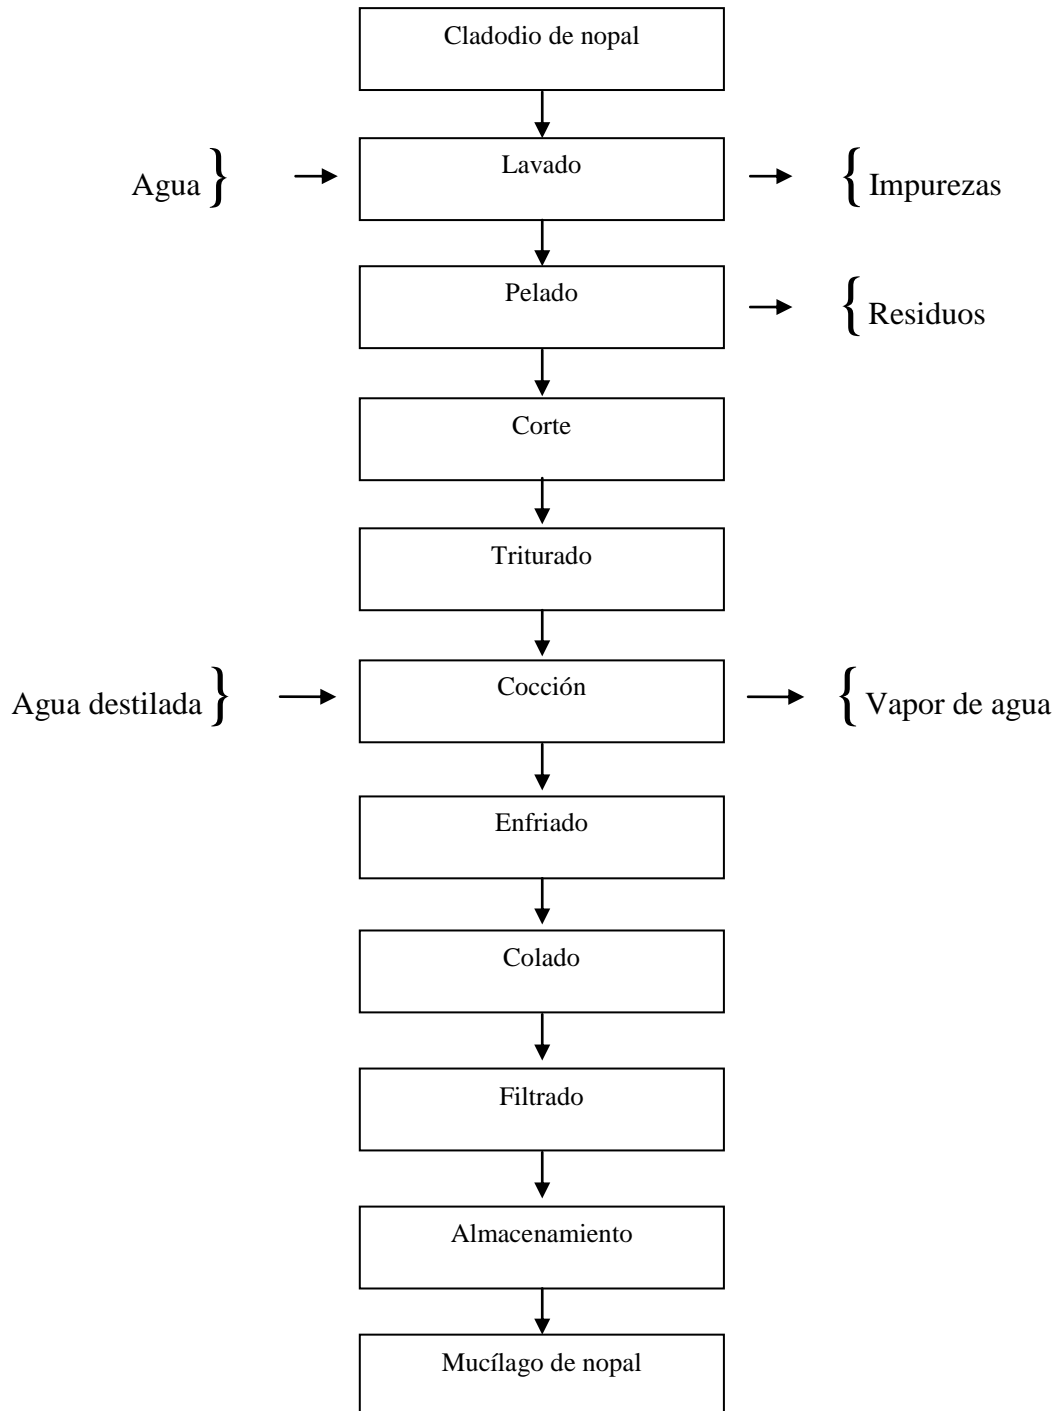 Cladodio de nopal
Agua }
Lavado
{ Impurezas
Pelado
{ Residuos
Corte
Triturado
Agua destilada }
Cocción
{ Vapor de agua
Enfriado
Colado
Filtrado
Almacenamiento
Mucílago de nopal